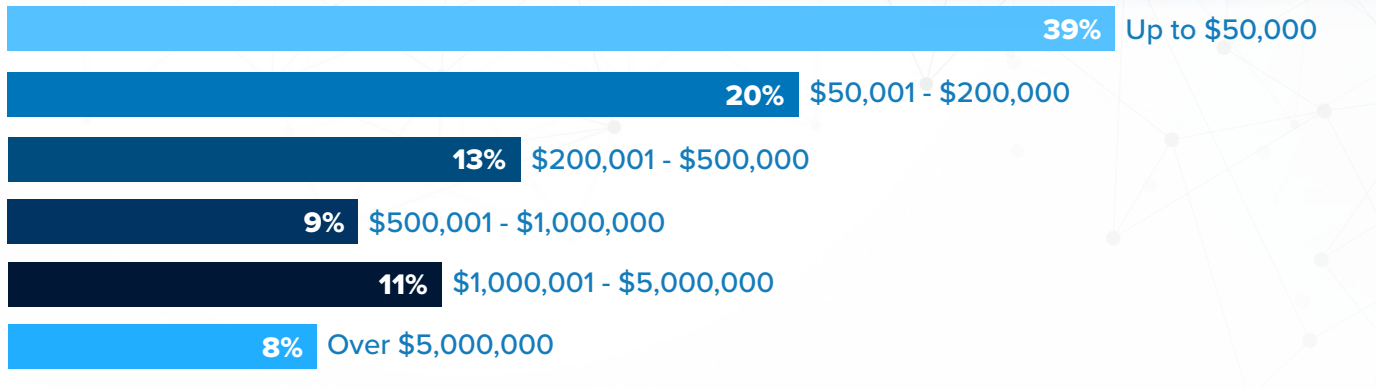 39% Up to $50,000
20% $50,001 - $200,000
13% $200,001 - $500,000
9% $500,001 - $1,000,000
11% $1,000,001 - $5,000,000
8% Over $5,000,000